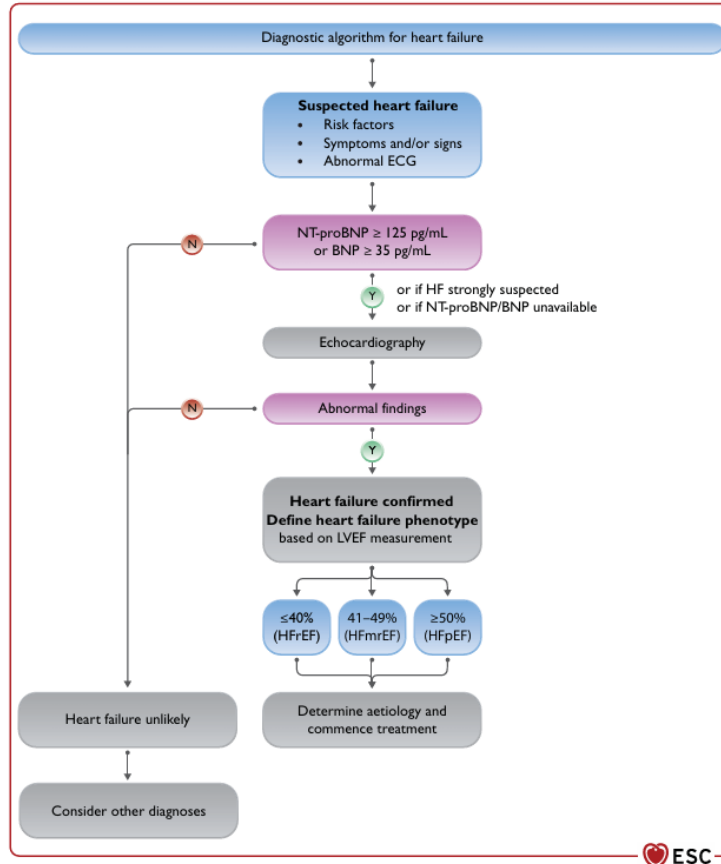 Diagnostic algorithm for heart failure
Suspected heart failure
• Risk factors
• Symptoms and/or signs
• Abnormal ECG
NT-proBNP ≥ 125 pg/mL
or BNP ≥ 35 pg/mL
N
Y
or if HF strongly suspected
or if NT-proBNP/BNP unavailable
Echocardiography
Abnormal findings
N
Y
Heart failure confirmed
Define heart failure phenotype
based on LVEF measurement
≤40%
(HFrEF)
41–49%
(HFmrEF)
≥50%
(HFpEF)
Heart failure unlikely
Determine aetiology and
commence treatment
Consider other diagnoses
ESC